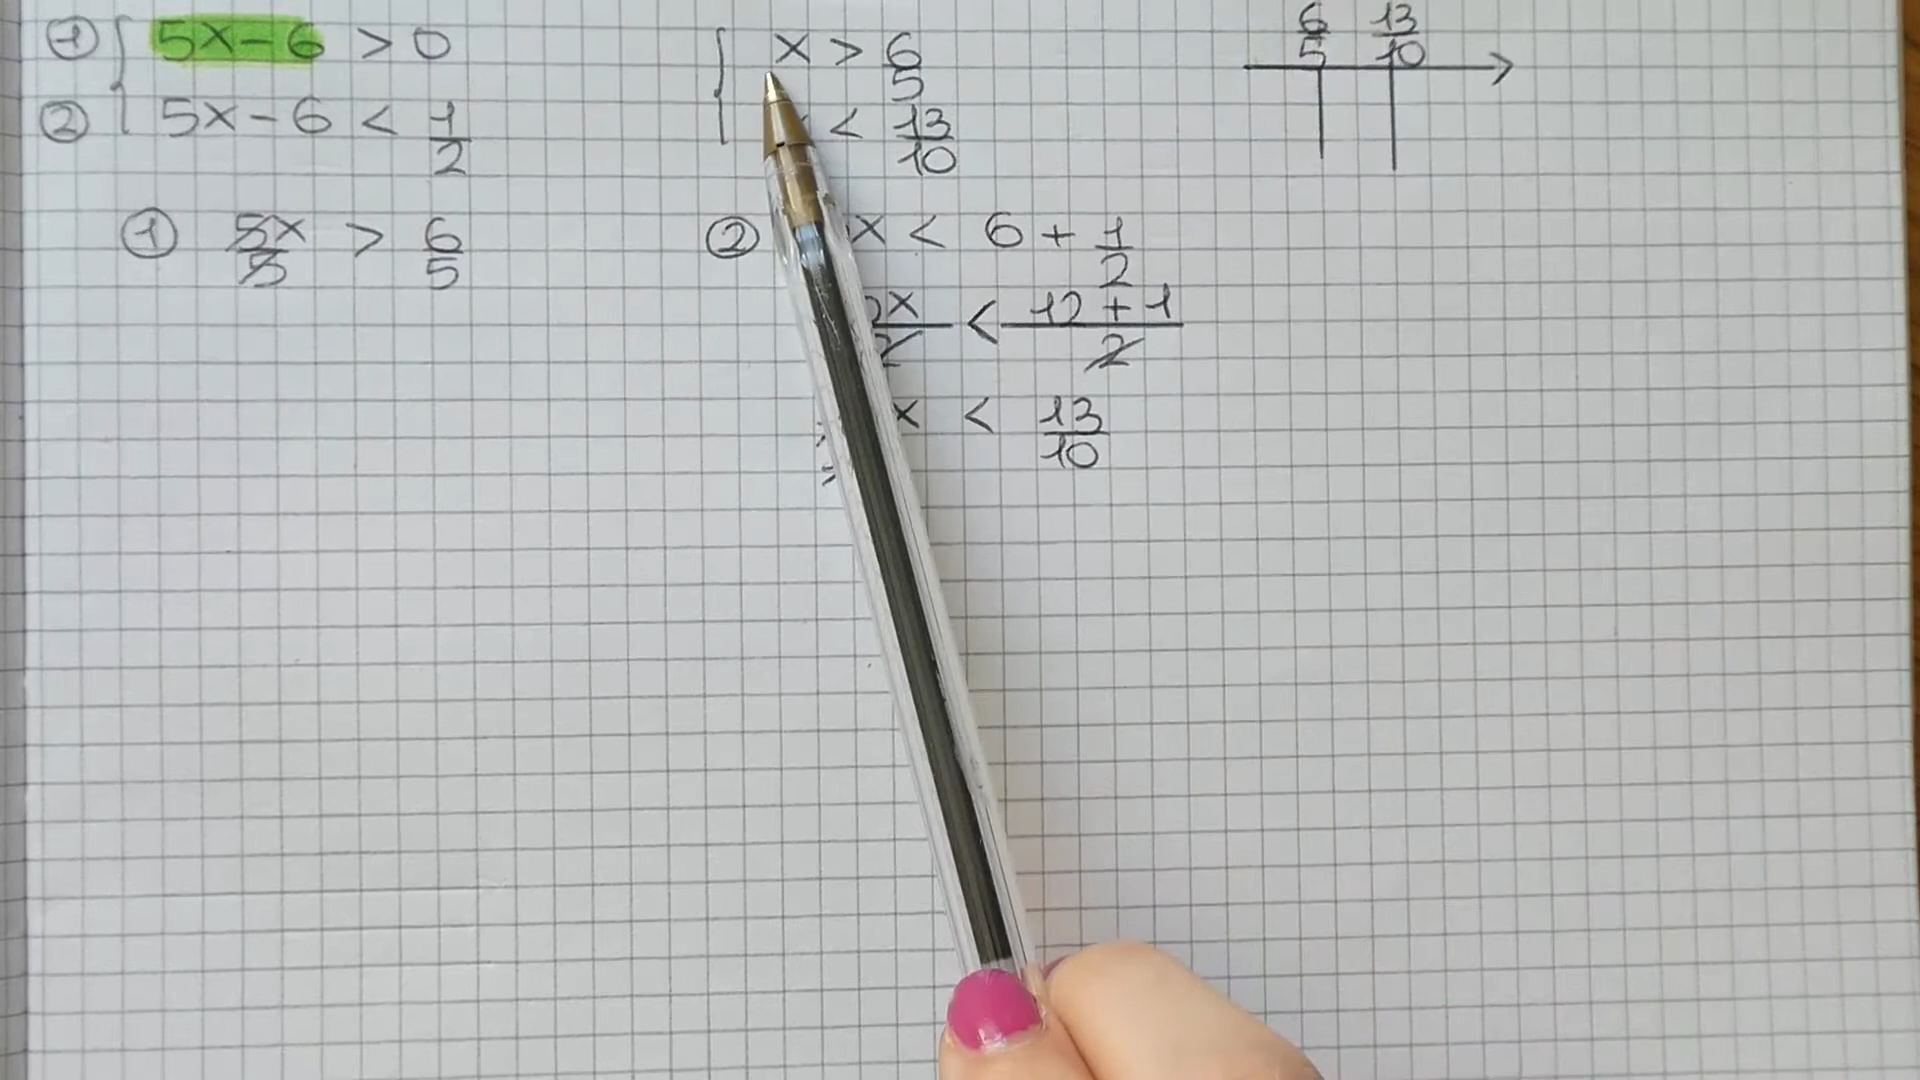 ① { 5x-6 > 0
② 5x-6 < 1/2
{ x > 6/5
< 13/10
6/5 13/10
① 5x/5 > 6/5
② x < 6 + 1/2
x/2 < 12+1/2
x < 13/10